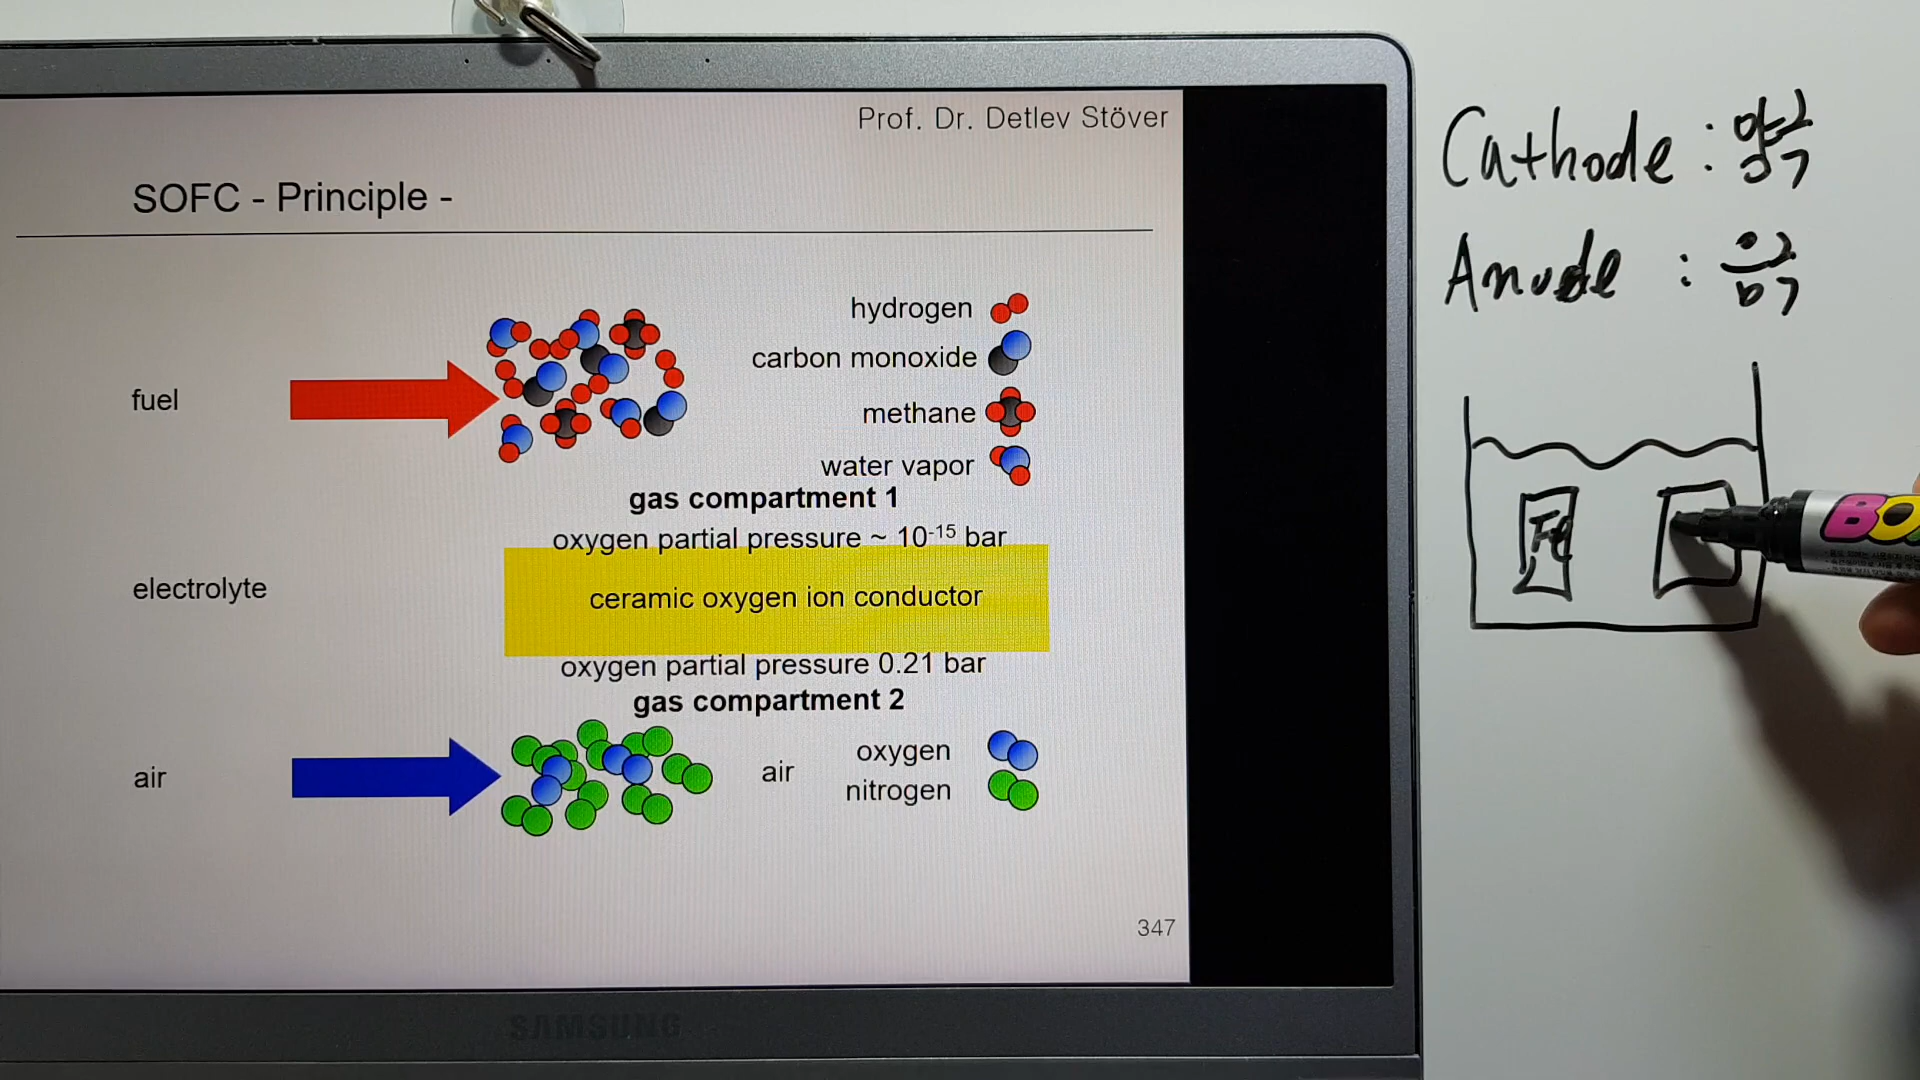 Prof. Dr. Detlev Stöver
SOFC - Principle -
hydrogen
carbon monoxide
fuel
methane
water vapor
gas compartment 1
oxygen partial pressure ~ 10⁻¹⁵ bar
electrolyte
ceramic oxygen ion conductor
oxygen partial pressure 0.21 bar
gas compartment 2
air
air
oxygen
nitrogen
347
SAMSUNG
Cathode : 양극
Anode : 음극
Fe